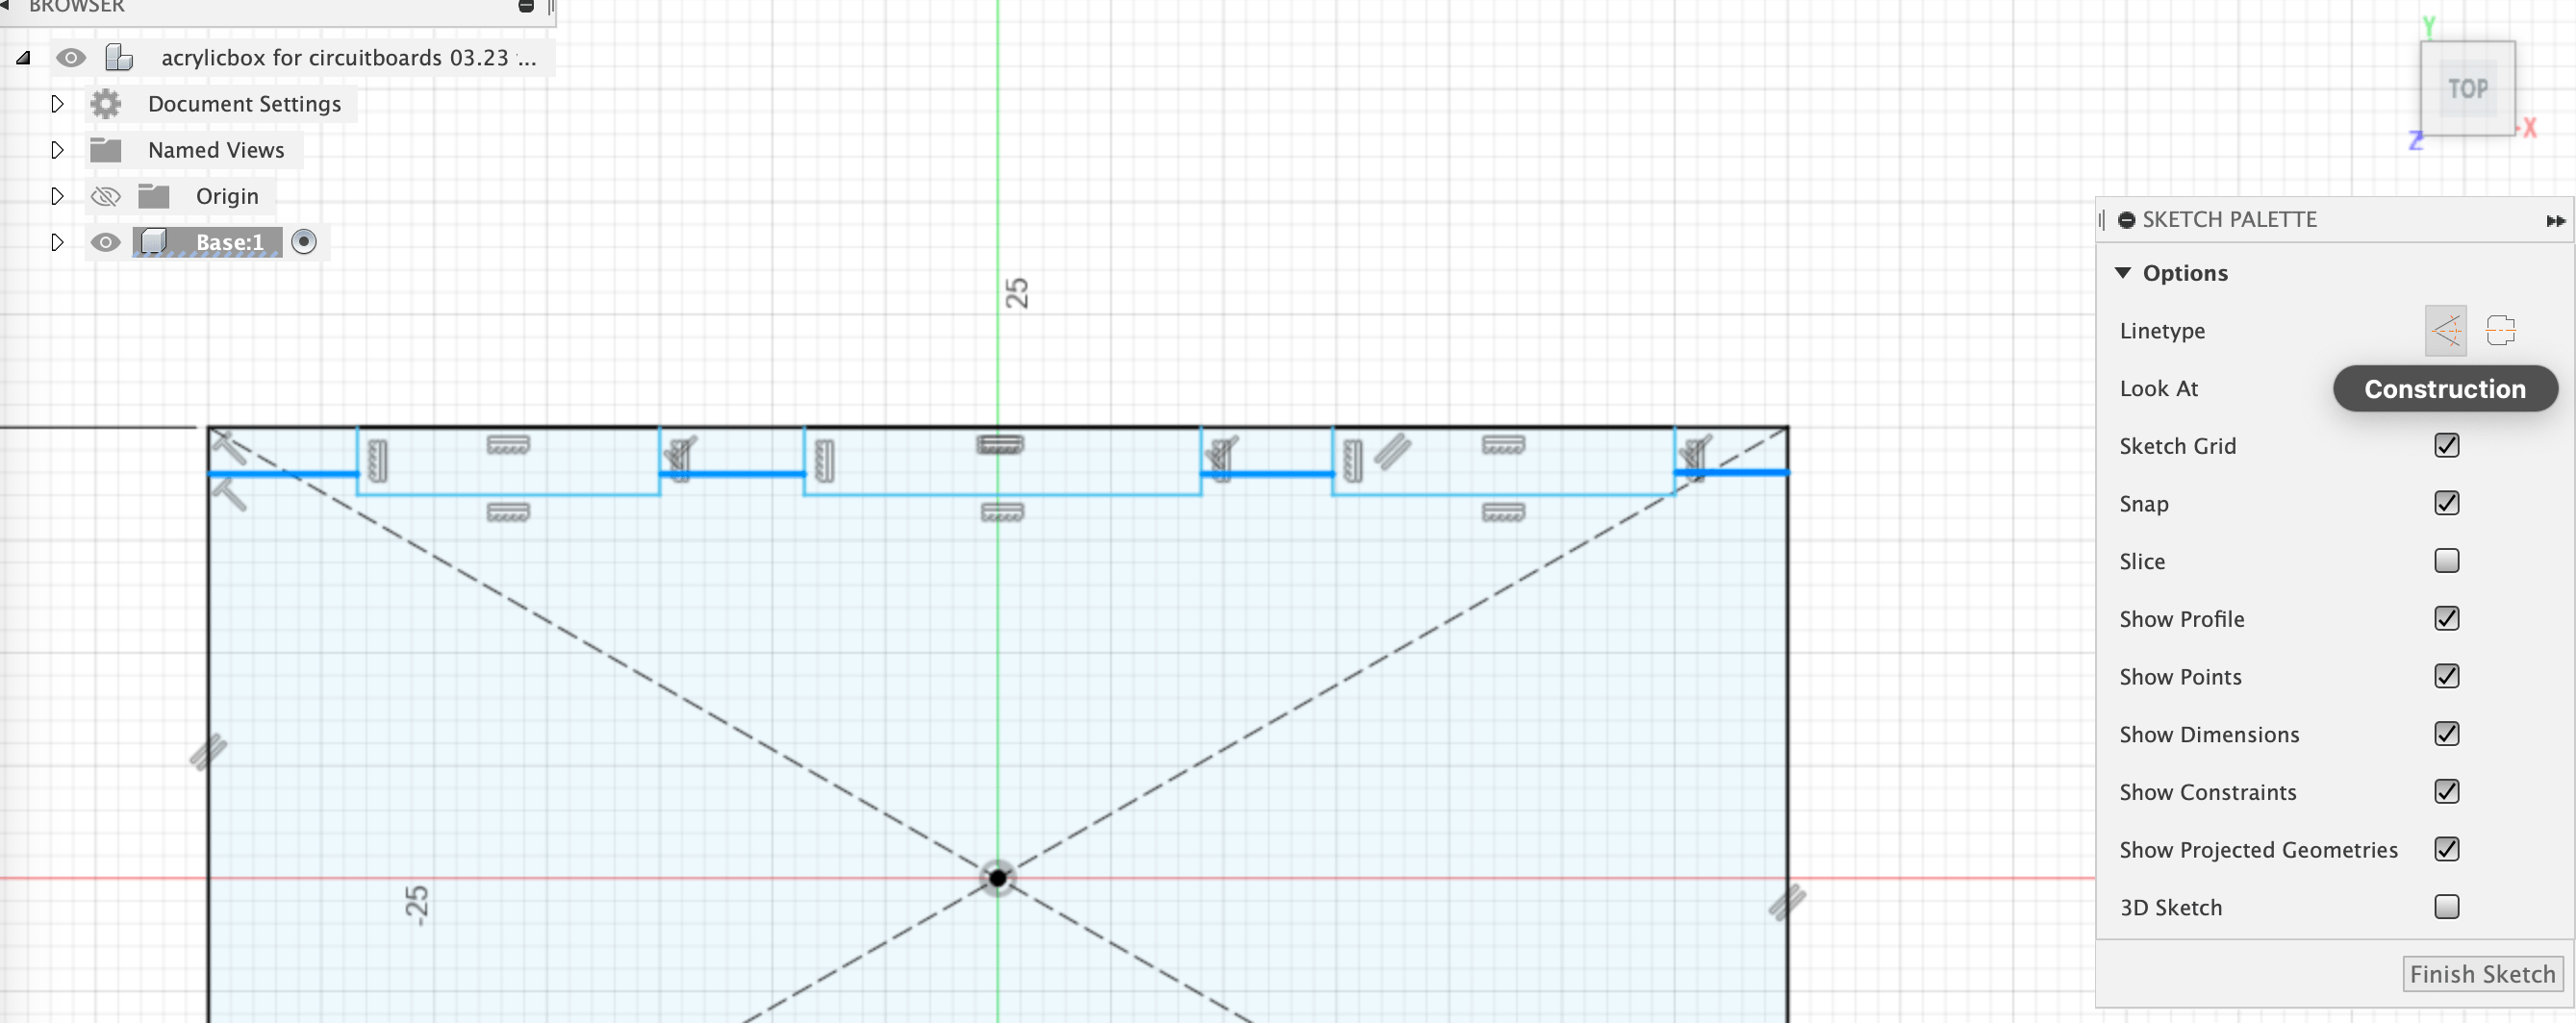 BROWSER
acrylicbox for circuitboards 03.23 ...
Document Settings
Named Views
Origin
Base:1
25
-25
Y
TOP
Z
-X
SKETCH PALETTE
Options
Linetype
Look At
Construction
Sketch Grid
Snap
Slice
Show Profile
Show Points
Show Dimensions
Show Constraints
Show Projected Geometries
3D Sketch
Finish Sketch